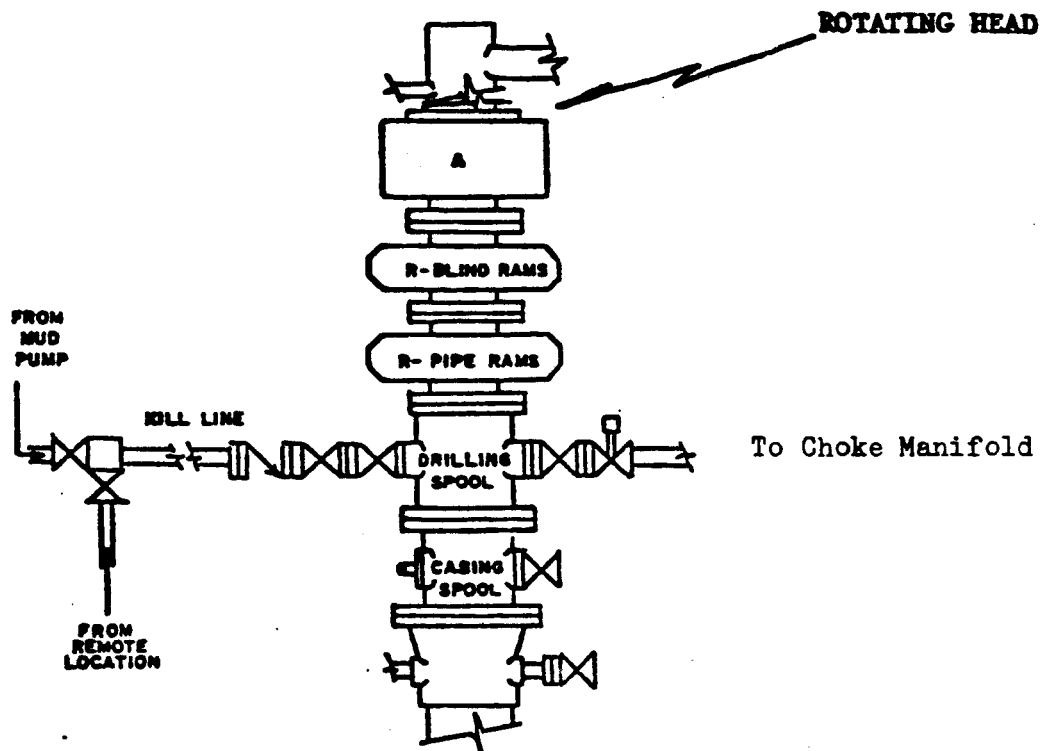 ROTATING HEAD
A
R-BLIND RAMS
R- PIPE RAMS
FROM
MUD
PUMP
KILL LINE
DRILLING
SPOOL
To Choke Manifold
CASING
SPOOL
FROM
REMOTE
LOCATION